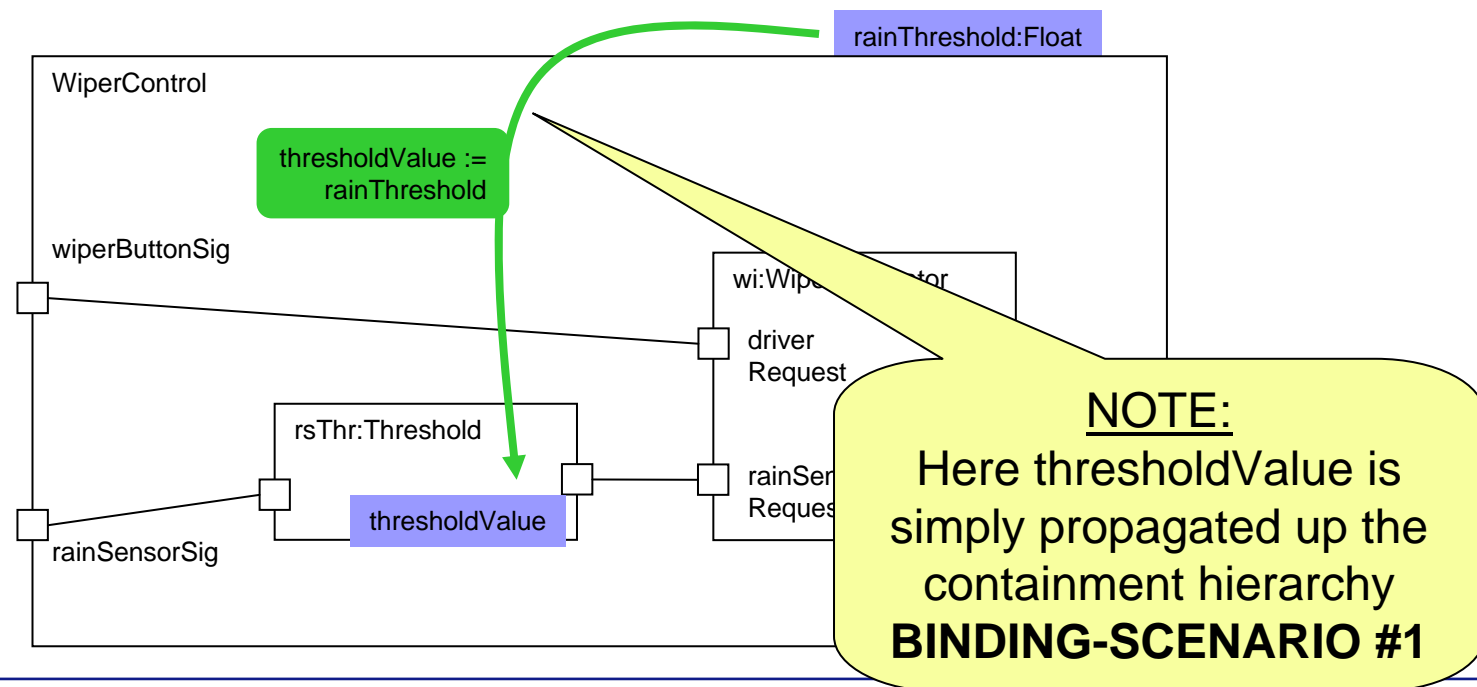 rainThreshold:Float
WiperControl
thresholdValue :=
rainThreshold
wiperButtonSig
driver
Request
rsThr:Threshold
thresholdValue
rainSensorSig
NOTE:
Here thresholdValue is
simply propagated up the
containment hierarchy
BINDING-SCENARIO #1